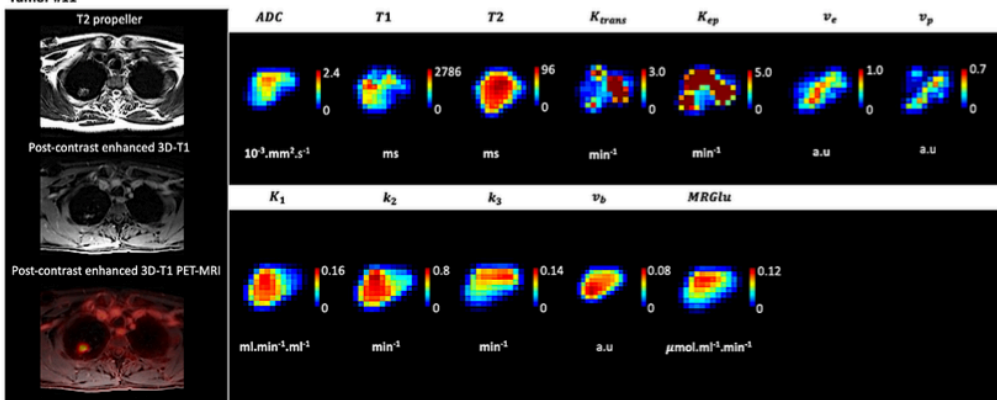 T2 propeller
Post-contrast enhanced 3D-T1
Post-contrast enhanced 3D-T1 PET-MRI
ADC T1 T2 Ktrans Kep ve vp
2.4 2786 96 3.0 5.0 1.0 0.7
0 0 0 0 0 0 0
10⁻³.mm².s⁻¹ ms ms min⁻¹ min⁻¹ a.u a.u
K₁ k₂ k₃ vb MRGlu
0.16 0.8 0.14 0.08 0.12
0 0 0 0 0
ml.min⁻¹.ml⁻¹ min⁻¹ min⁻¹ a.u μmol.ml⁻¹.min⁻¹